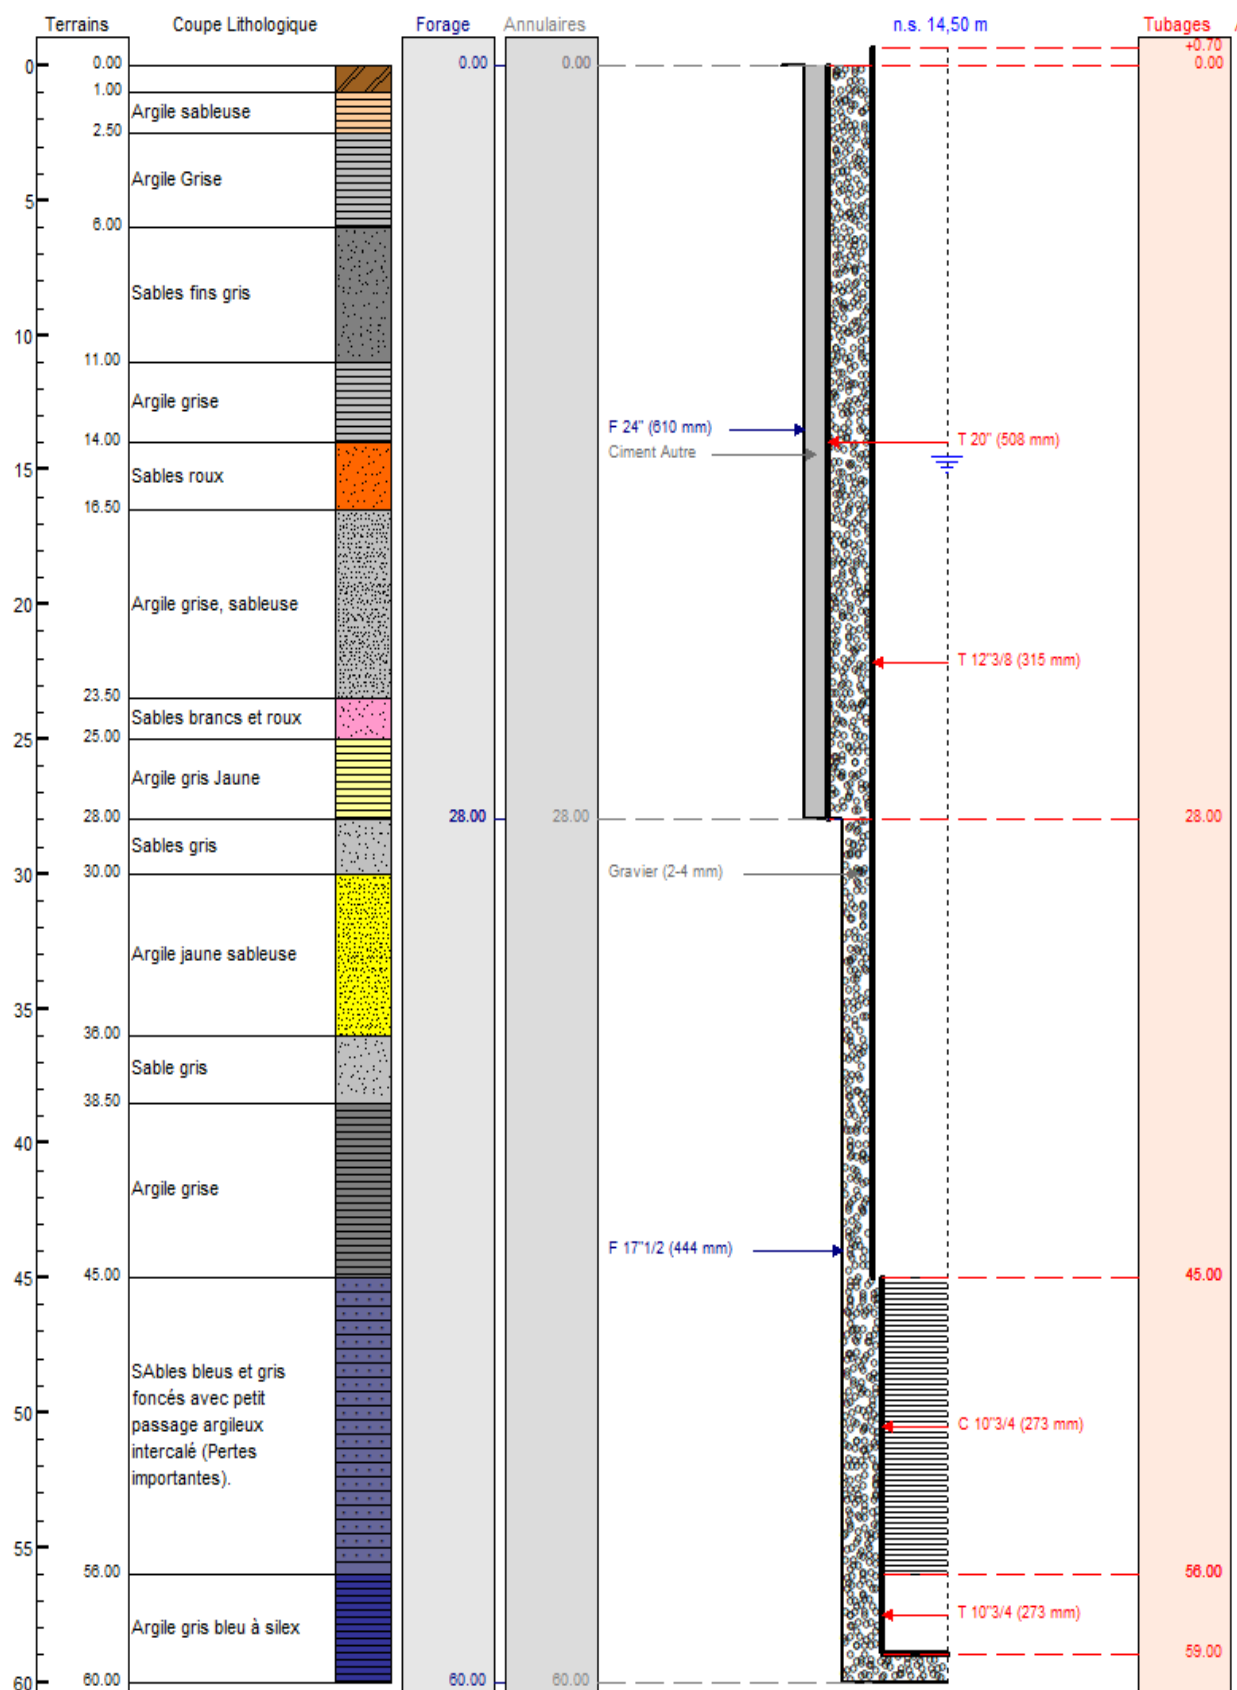 Terrains Coupe Lithologique Forage Annulaires n.s. 14,50 m Tubages
+0.70
0 0.00 0.00 0.00 0.00
1.00
Argile sableuse
2.50
Argile Grise
5
6.00
Sables fins gris
10
11.00
Argile grise
F 24" (610 mm)
14.00 T 20" (508 mm)
Ciment Autre
15
Sables roux
16.50
20 Argile grise, sableuse
T 12"3/8 (315 mm)
23.50
Sables brancs et roux
25 25.00
Argile gris Jaune
28.00 28.00 28.00 28.00
Sables gris
30 30.00 Gravier (2-4 mm)
Argile jaune sableuse
35
36.00
Sable gris
38.50
40
Argile grise
F 17"1/2 (444 mm)
45 45.00 45.00
SAbles bleus et gris
foncés avec petit
50 passage argileux C 10"3/4 (273 mm)
intercalé (Pertes
importantes).
55
56.00 56.00
T 10"3/4 (273 mm)
Argile gris bleu à silex
59.00
60 60.00 60.00 60.00